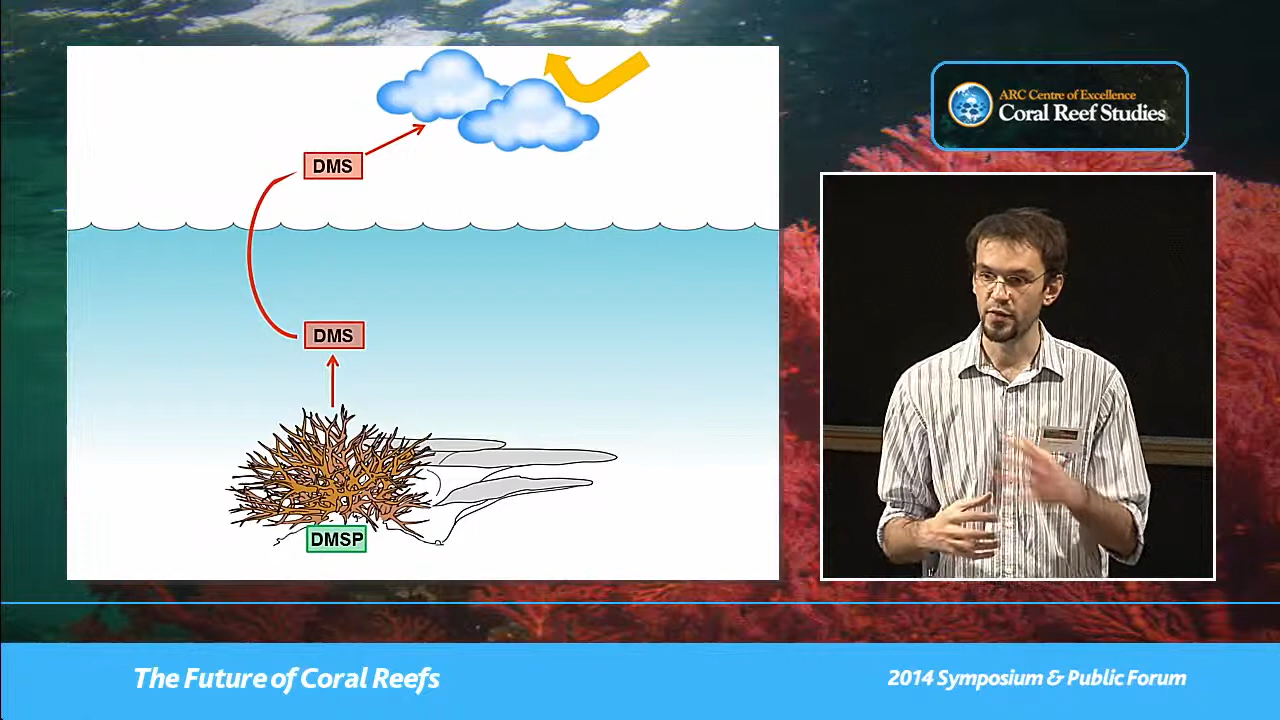 DMS
DMS
DMSP
ARC Centre of Excellence
Coral Reef Studies
The Future of Coral Reefs
2014 Symposium & Public Forum